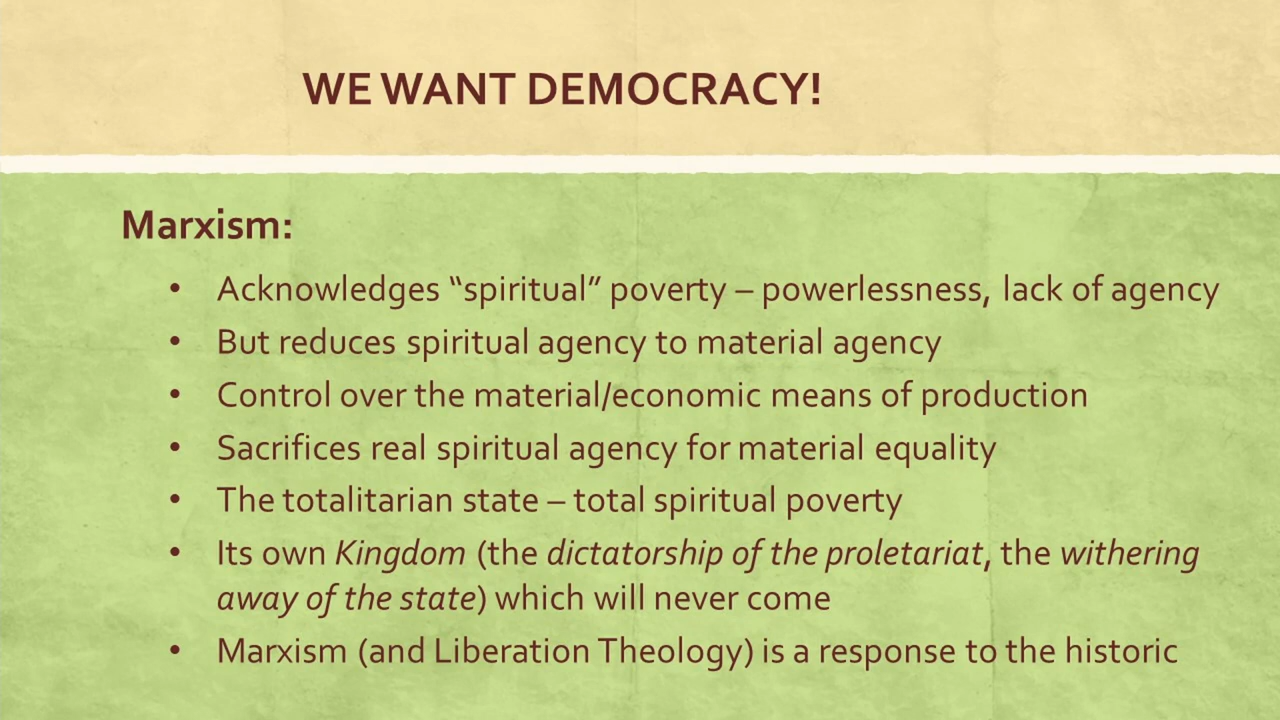 WE WANT DEMOCRACY!
Marxism:
• Acknowledges “spiritual” poverty – powerlessness, lack of agency
• But reduces spiritual agency to material agency
• Control over the material/economic means of production
• Sacrifices real spiritual agency for material equality
• The totalitarian state – total spiritual poverty
• Its own Kingdom (the dictatorship of the proletariat, the withering
away of the state) which will never come
• Marxism (and Liberation Theology) is a response to the historic